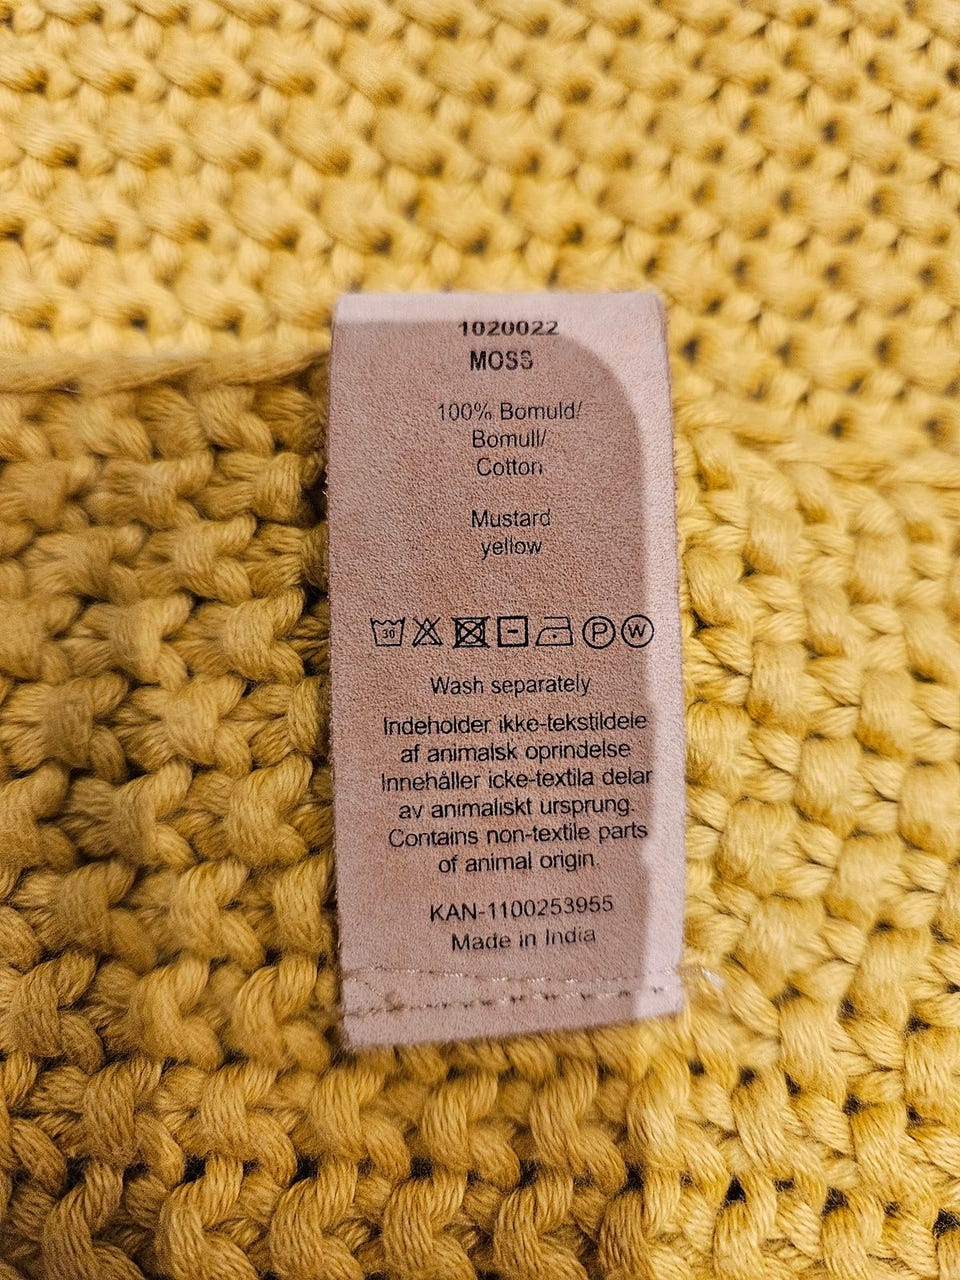 1020022
MOSS
100% Bomuld/
Bomull/
Cotton
Mustard
yellow
30 P W
Wash separately
Indeholder ikke-tekstildele
af animalsk oprindelse
Innehåller icke-textila delar
av animaliskt ursprung.
Contains non-textile parts
of animal origin.
KAN-1100253955
Made in India